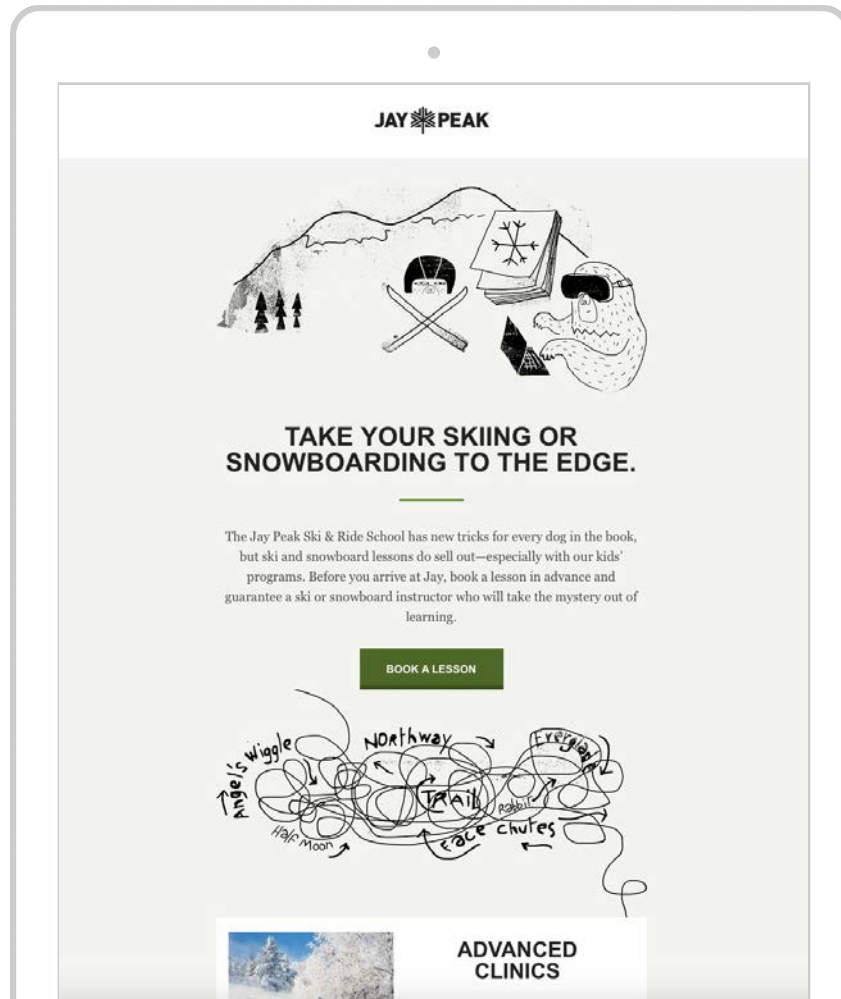 JAY PEAK
TAKE YOUR SKIING OR
SNOWBOARDING TO THE EDGE.
The Jay Peak Ski & Ride School has new tricks for every dog in the book,
but ski and snowboard lessons do sell out—especially with our kids'
programs. Before you arrive at Jay, book a lesson in advance and
guarantee a ski or snowboard instructor who will take the mystery out of
learning.
BOOK A LESSON
Angel's Wiggle
Northway
Everglade
TRAIL
Rabbit
Half Moon
Face Chutes
ADVANCED
CLINICS